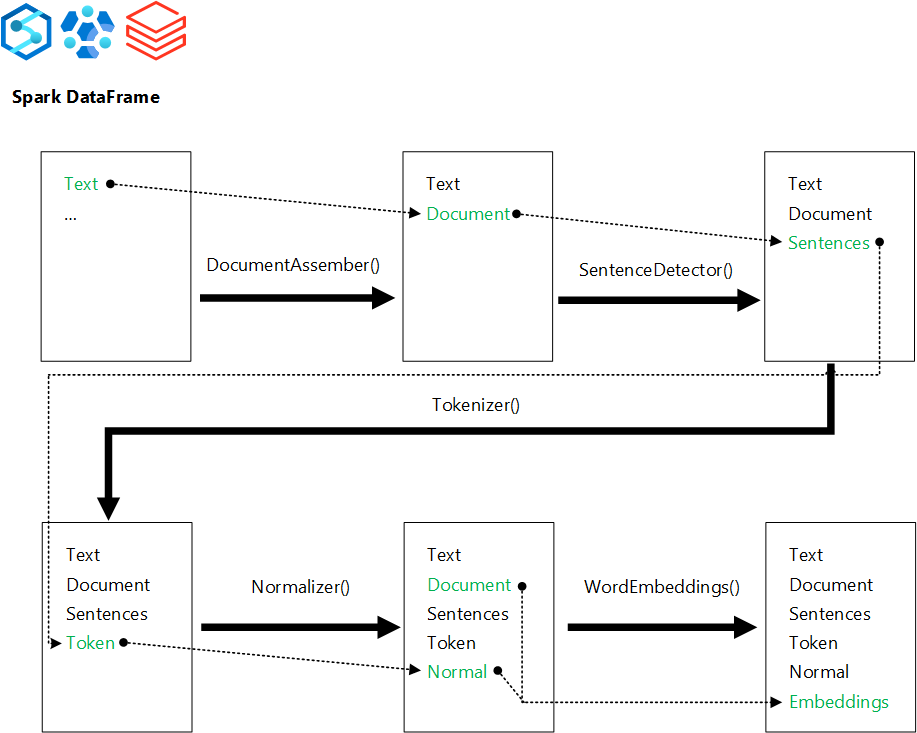 Spark DataFrame
Text
...
DocumentAssember()
Text
Document
SentenceDetector()
Text
Document
Sentences
Tokenizer()
Text
Document
Sentences
Token
Normalizer()
Text
Document
Sentences
Token
Normal
WordEmbeddings()
Text
Document
Sentences
Token
Normal
Embeddings